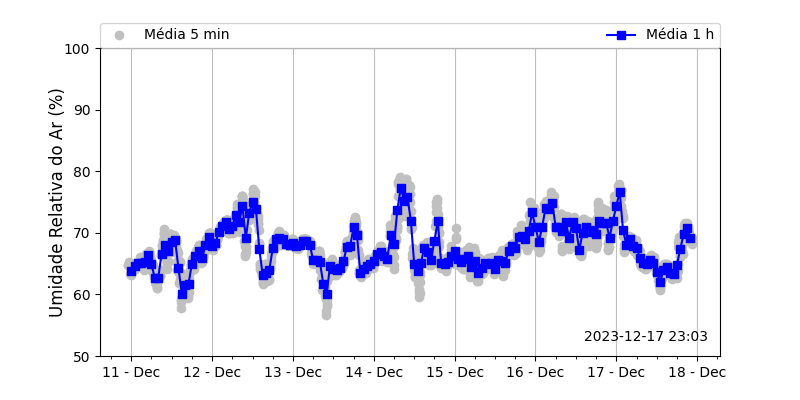 Média 5 min
Média 1 h
100
90
80
70
60
50
Umidade Relativa do Ar (%)
2023-12-17 23:03
11 - Dec
12 - Dec
13 - Dec
14 - Dec
15 - Dec
16 - Dec
17 - Dec
18 - Dec